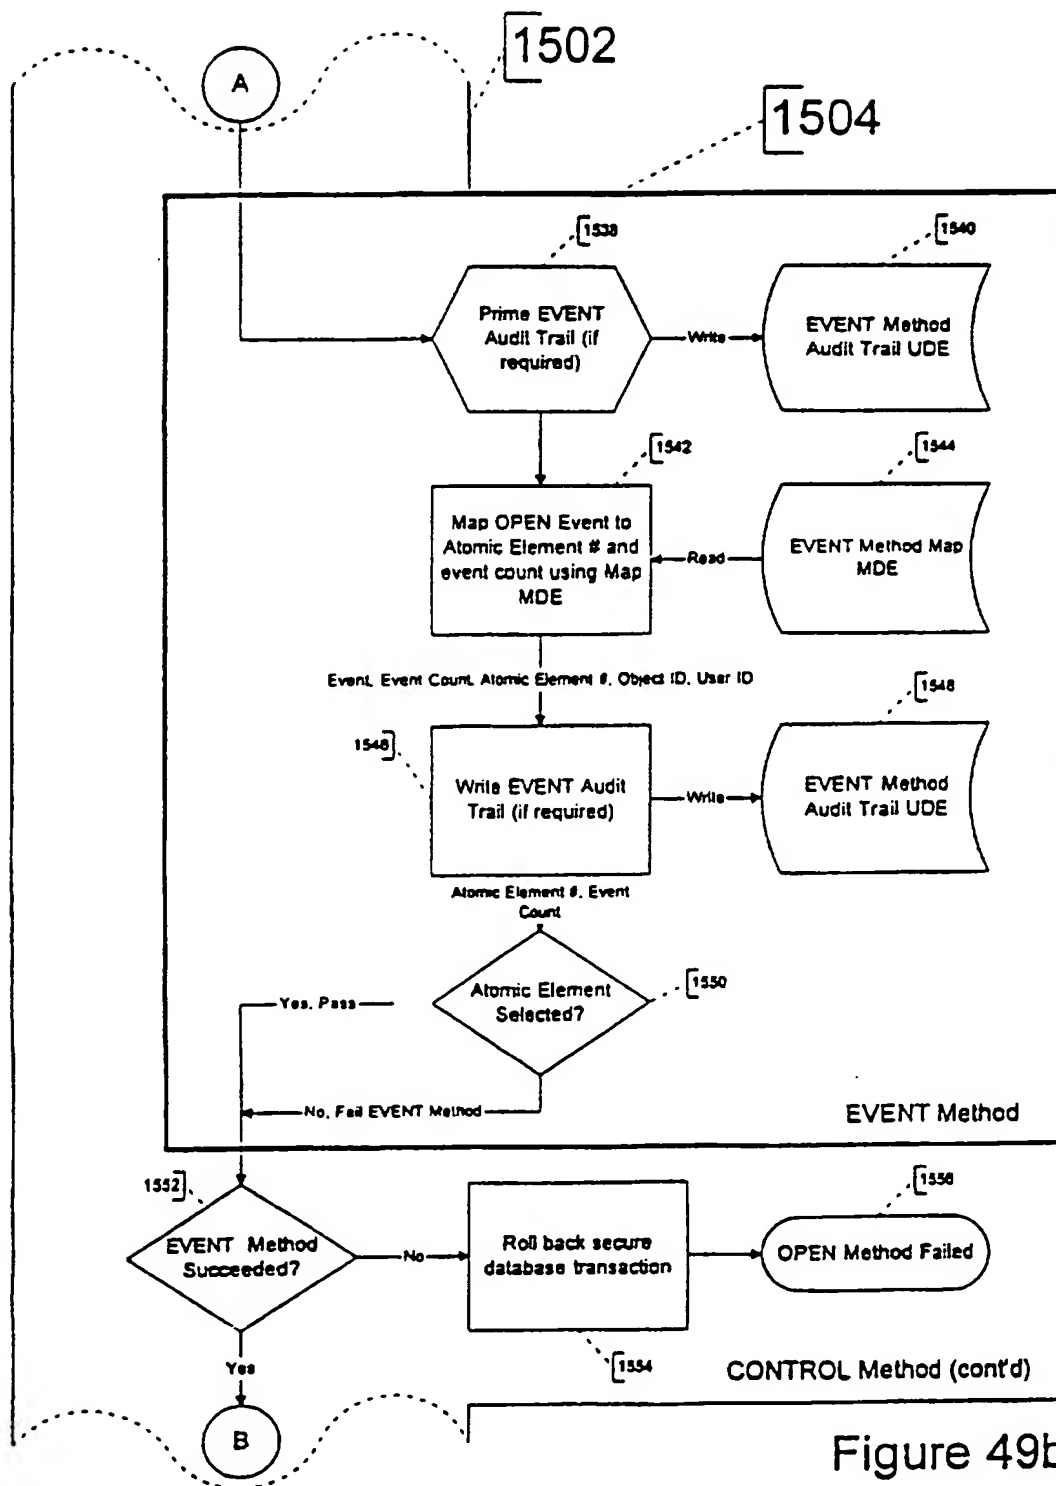 1502
A
1504
1538
1540
Prime EVENT
Audit Trail (if
required)
Write
EVENT Method
Audit Trail UDE
1542
1544
Map OPEN Event to
Atomic Element # and
event count using Map
MDE
Read
EVENT Method Map
MDE
Event, Event Count, Atomic Element #, Object ID, User ID
1548
1546
Write EVENT Audit
Trail (if required)
Write
EVENT Method
Audit Trail UDE
Atomic Element #, Event
Count
Atomic Element
Selected?
1550
Yes, Pass
No, Fail EVENT Method
EVENT Method
1552
1556
EVENT Method
Succeeded?
No
Roll back secure
database transaction
OPEN Method Failed
Yes
1554
CONTROL Method (cont'd)
B
Figure 49b